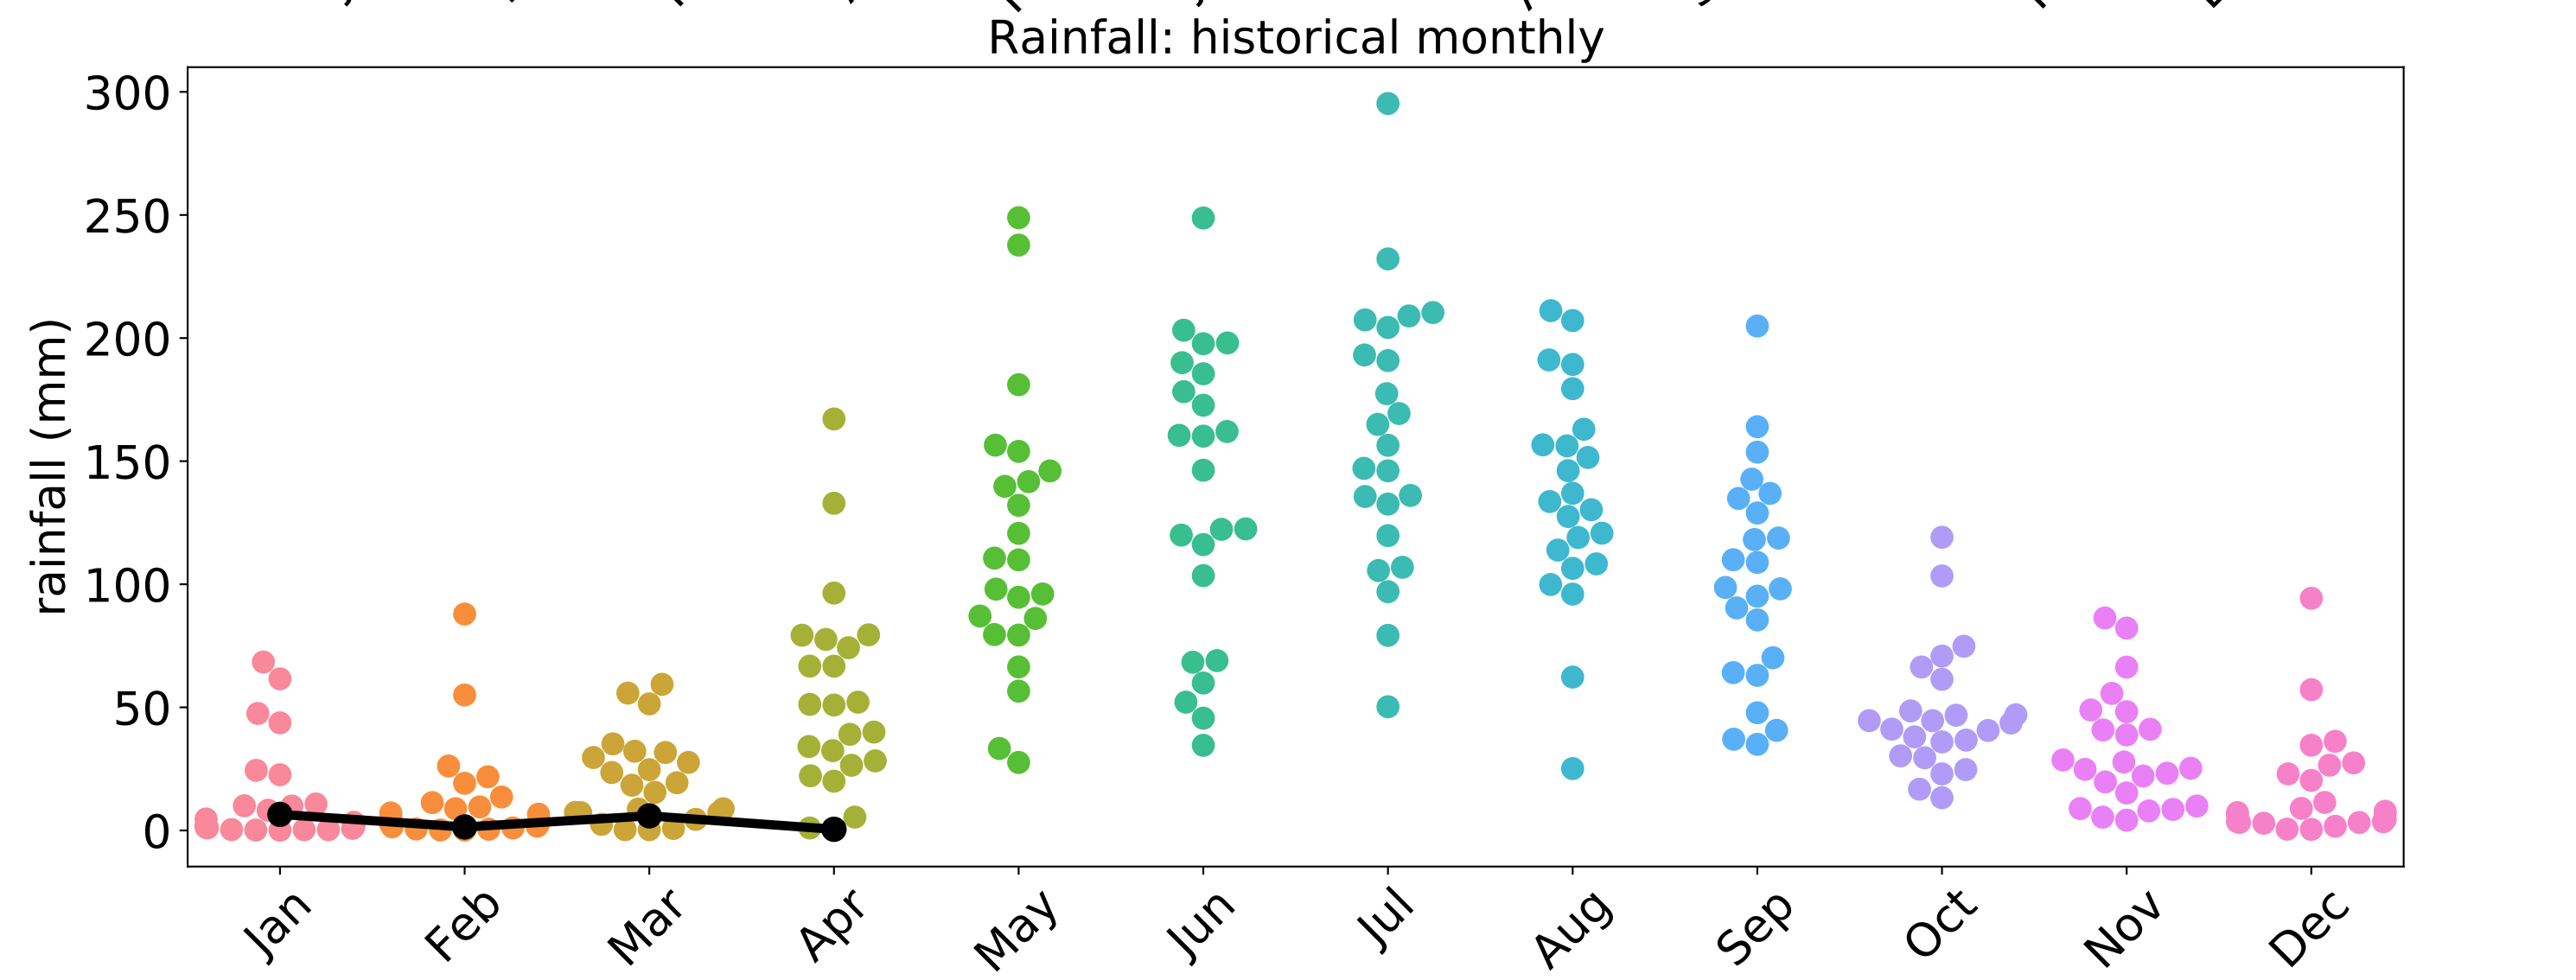 Rainfall: historical monthly
rainfall (mm)
300
250
200
150
100
50
0
Jan
Feb
Mar
Apr
May
Jun
Jul
Aug
Sep
Oct
Nov
Dec